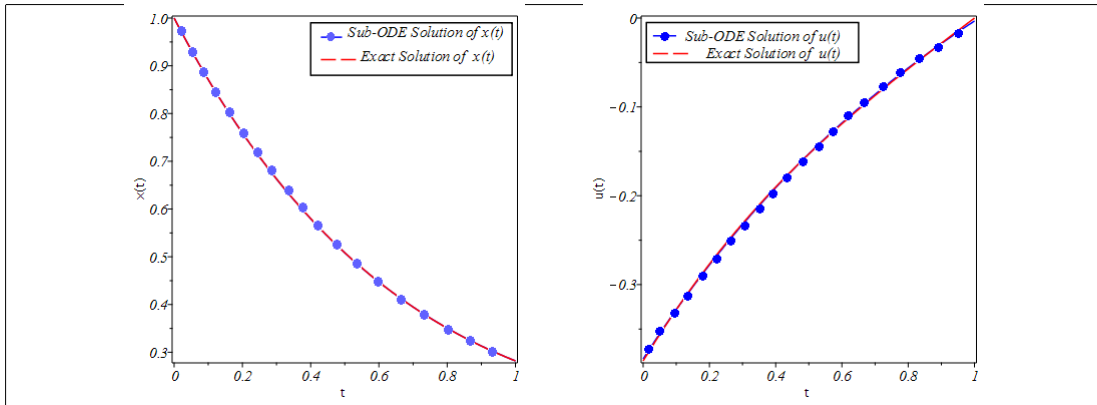 1.0
0.9
0.8
0.7
0.6
0.5
0.4
0.3
x(t)
Sub-ODE Solution of x(t)
Exact Solution of x(t)
0 0.2 0.4 0.6 0.8 1
t
0
−0.1
−0.2
−0.3
u(t)
Sub-ODE Solution of u(t)
Exact Solution of u(t)
0 0.2 0.4 0.6 0.8 1
t